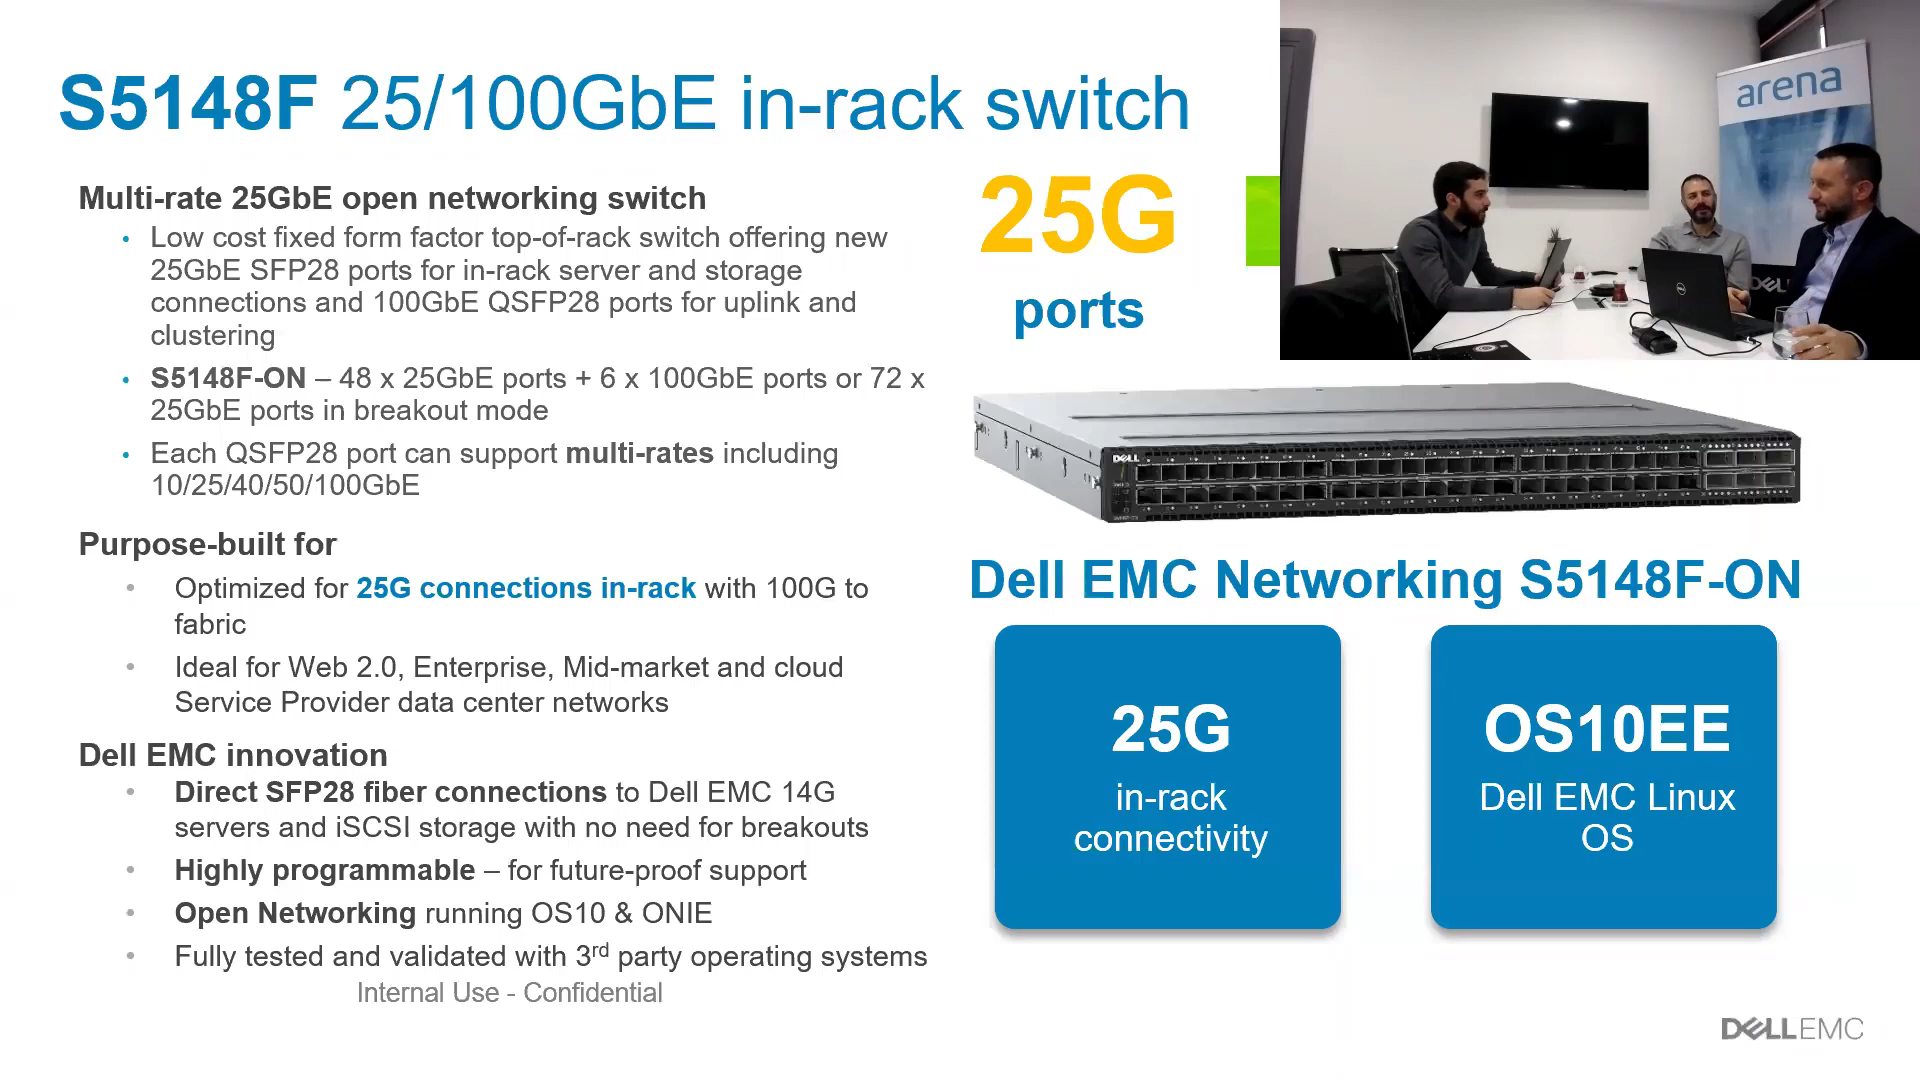 S5148F 25/100GbE in-rack switch
Multi-rate 25GbE open networking switch
• Low cost fixed form factor top-of-rack switch offering new
25GbE SFP28 ports for in-rack server and storage
connections and 100GbE QSFP28 ports for uplink and
clustering
• S5148F-ON – 48 x 25GbE ports + 6 x 100GbE ports or 72 x
25GbE ports in breakout mode
• Each QSFP28 port can support multi-rates including
10/25/40/50/100GbE
Purpose-built for
• Optimized for 25G connections in-rack with 100G to
fabric
• Ideal for Web 2.0, Enterprise, Mid-market and cloud
Service Provider data center networks
Dell EMC innovation
• Direct SFP28 fiber connections to Dell EMC 14G
servers and iSCSI storage with no need for breakouts
• Highly programmable – for future-proof support
• Open Networking running OS10 & ONIE
• Fully tested and validated with 3rd party operating systems
Internal Use - Confidential
25G
ports
arena
DELL
Dell EMC Networking S5148F-ON
25G
in-rack
connectivity
OS10EE
Dell EMC Linux
OS
DELLEMC